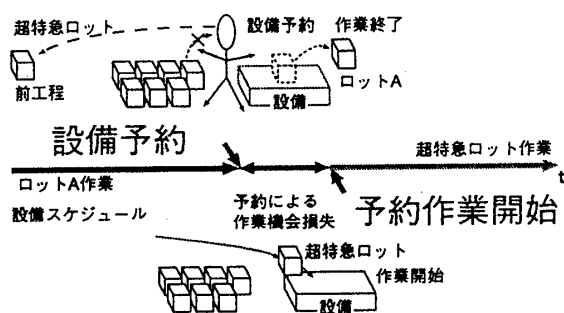 超特急ロット
設備予約
作業終了
前工程
設備
ロットA
設備予約
超特急ロット作業
t
ロットA作業
予約による
作業機会損失
予約作業開始
設備スケジュール
超特急ロット
作業開始
設備